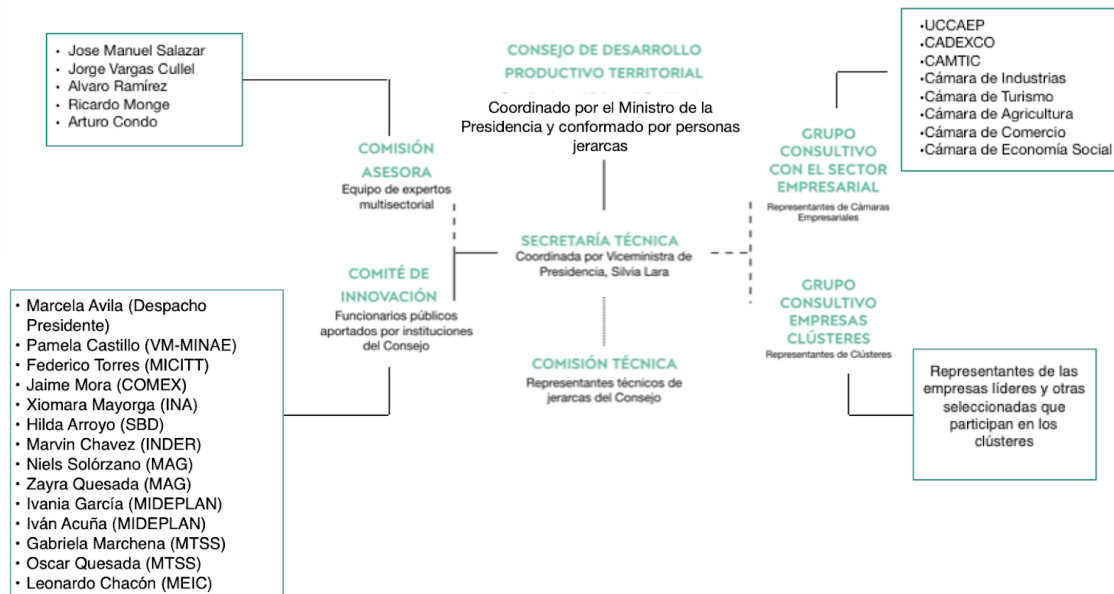 • Jose Manuel Salazar
• Jorge Vargas Cullel
• Alvaro Ramírez
• Ricardo Monge
• Arturo Condo
CONSEJO DE DESARROLLO
PRODUCTIVO TERRITORIAL
Coordinado por el Ministro de la
Presidencia y conformado por personas
jerarcas
•UCCAEP
•CADEXCO
•CAMTIC
•Cámara de Industrias
•Cámara de Turismo
•Cámara de Agricultura
•Cámara de Comercio
•Cámara de Economía Social
COMISIÓN
ASESORA
Equipo de expertos
multisectorial
GRUPO
CONSULTIVO
CON EL SECTOR
EMPRESARIAL
Representantes de Cámaras
Empresariales
SECRETARÍA TÉCNICA
Coordinada por Viceministra de
Presidencia, Silvia Lara
COMITÉ DE
INNOVACIÓN
Funcionarios públicos
aportados por instituciones
del Consejo
GRUPO
CONSULTIVO
EMPRESAS
CLÚSTERES
Representantes de Clústeres
COMISIÓN TÉCNICA
Representantes técnicos de
jerarcas del Consejo
• Marcela Avila (Despacho
Presidente)
• Pamela Castillo (VM-MINAE)
• Federico Torres (MICITT)
• Jaime Mora (COMEX)
• Xiomara Mayorga (INA)
• Hilda Arroyo (SBD)
• Marvin Chavez (INDER)
• Niels Solórzano (MAG)
• Zayra Quesada (MAG)
• Ivania García (MIDEPLAN)
• Iván Acuña (MIDEPLAN)
• Gabriela Marchena (MTSS)
• Oscar Quesada (MTSS)
• Leonardo Chacón (MEIC)
Representantes de las
empresas líderes y otras
seleccionadas que
participan en los
clústeres